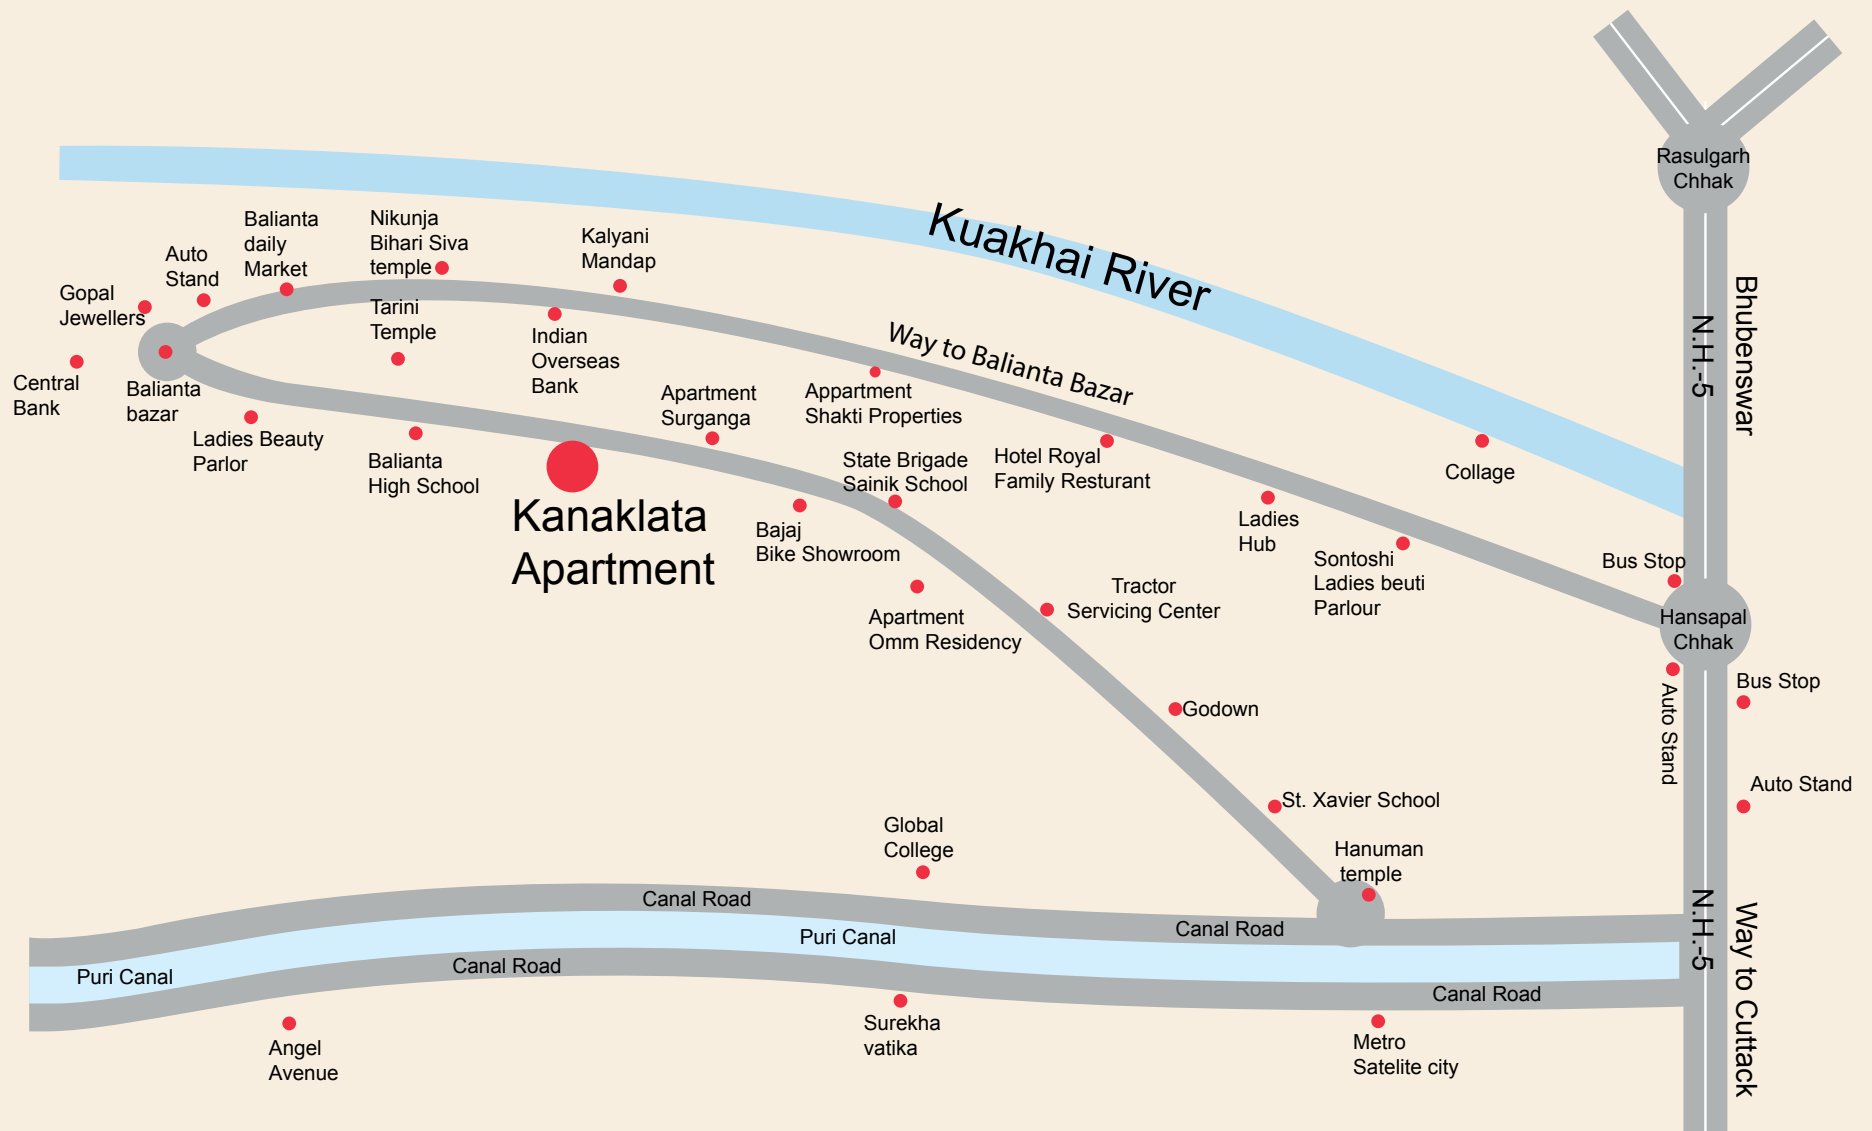 Rasulgarh
Chhak
Kuakhai River
Bhubenswar
N.H.-5
Balianta
daily
Market
Nikunja
Bihari Siva
temple
Kalyani
Mandap
Auto
Stand
Gopal
Jewellers
Tarini
Temple
Indian
Overseas
Bank
Way to Balianta Bazar
Central
Bank
Balianta
bazar
Apartment
Surganga
Appartment
Shakti Properties
Ladies Beauty
Parlor
Balianta
High School
State Brigade
Sainik School
Hotel Royal
Family Resturant
Collage
Kanaklata
Apartment
Bajaj
Bike Showroom
Ladies
Hub
Sontoshi
Ladies beuti
Parlour
Bus Stop
Hansapal
Chhak
Tractor
Servicing Center
Apartment
Omm Residency
Auto Stand
Bus Stop
Godown
Auto Stand
St. Xavier School
Global
College
Hanuman
temple
Canal Road
Canal Road
N.H.-5
Way to Cuttack
Puri Canal
Puri Canal
Canal Road
Canal Road
Surekha
vatika
Angel
Avenue
Metro
Satelite city